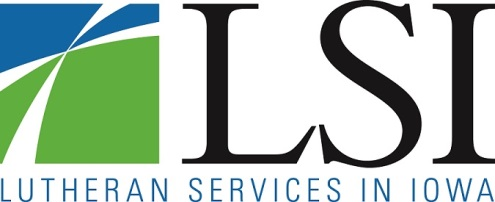 LSI
LUTHERAN SERVICES IN IOWA